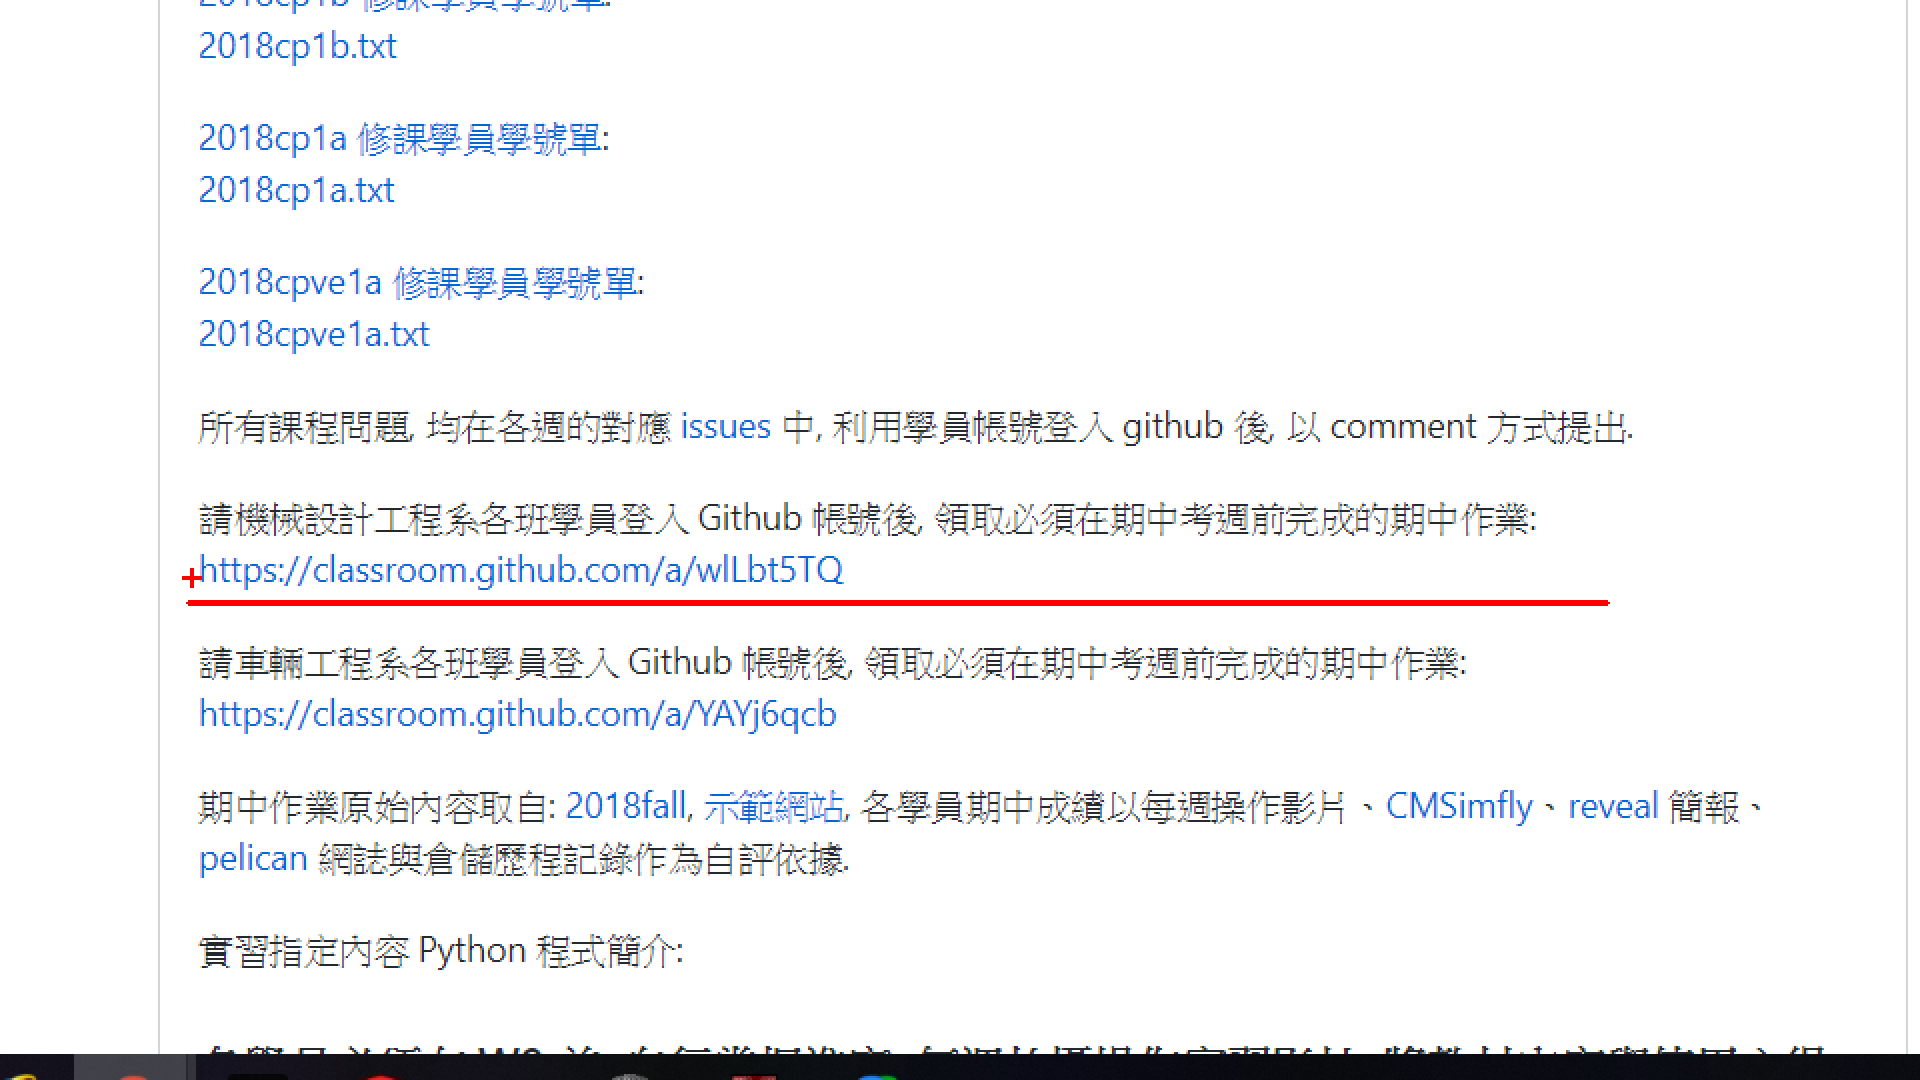 2018cp1b 修課學員學號單:
2018cp1b.txt
2018cp1a 修課學員學號單:
2018cp1a.txt
2018cpve1a 修課學員學號單:
2018cpve1a.txt
所有課程問題, 均在各週的對應 issues 中, 利用學員帳號登入 github 後, 以 comment 方式提出.
請機械設計工程系各班學員登入 Github 帳號後, 領取必須在期中考週前完成的期中作業:
https://classroom.github.com/a/wlLbt5TQ
請車輛工程系各班學員登入 Github 帳號後, 領取必須在期中考週前完成的期中作業:
https://classroom.github.com/a/YAYj6qcb
期中作業原始內容取自: 2018fall, 示範網站, 各學員期中成績以每週操作影片、CMSimfly、reveal 簡報、
pelican 網誌與倉儲歷程記錄作為自評依據.
實習指定內容 Python 程式簡介: